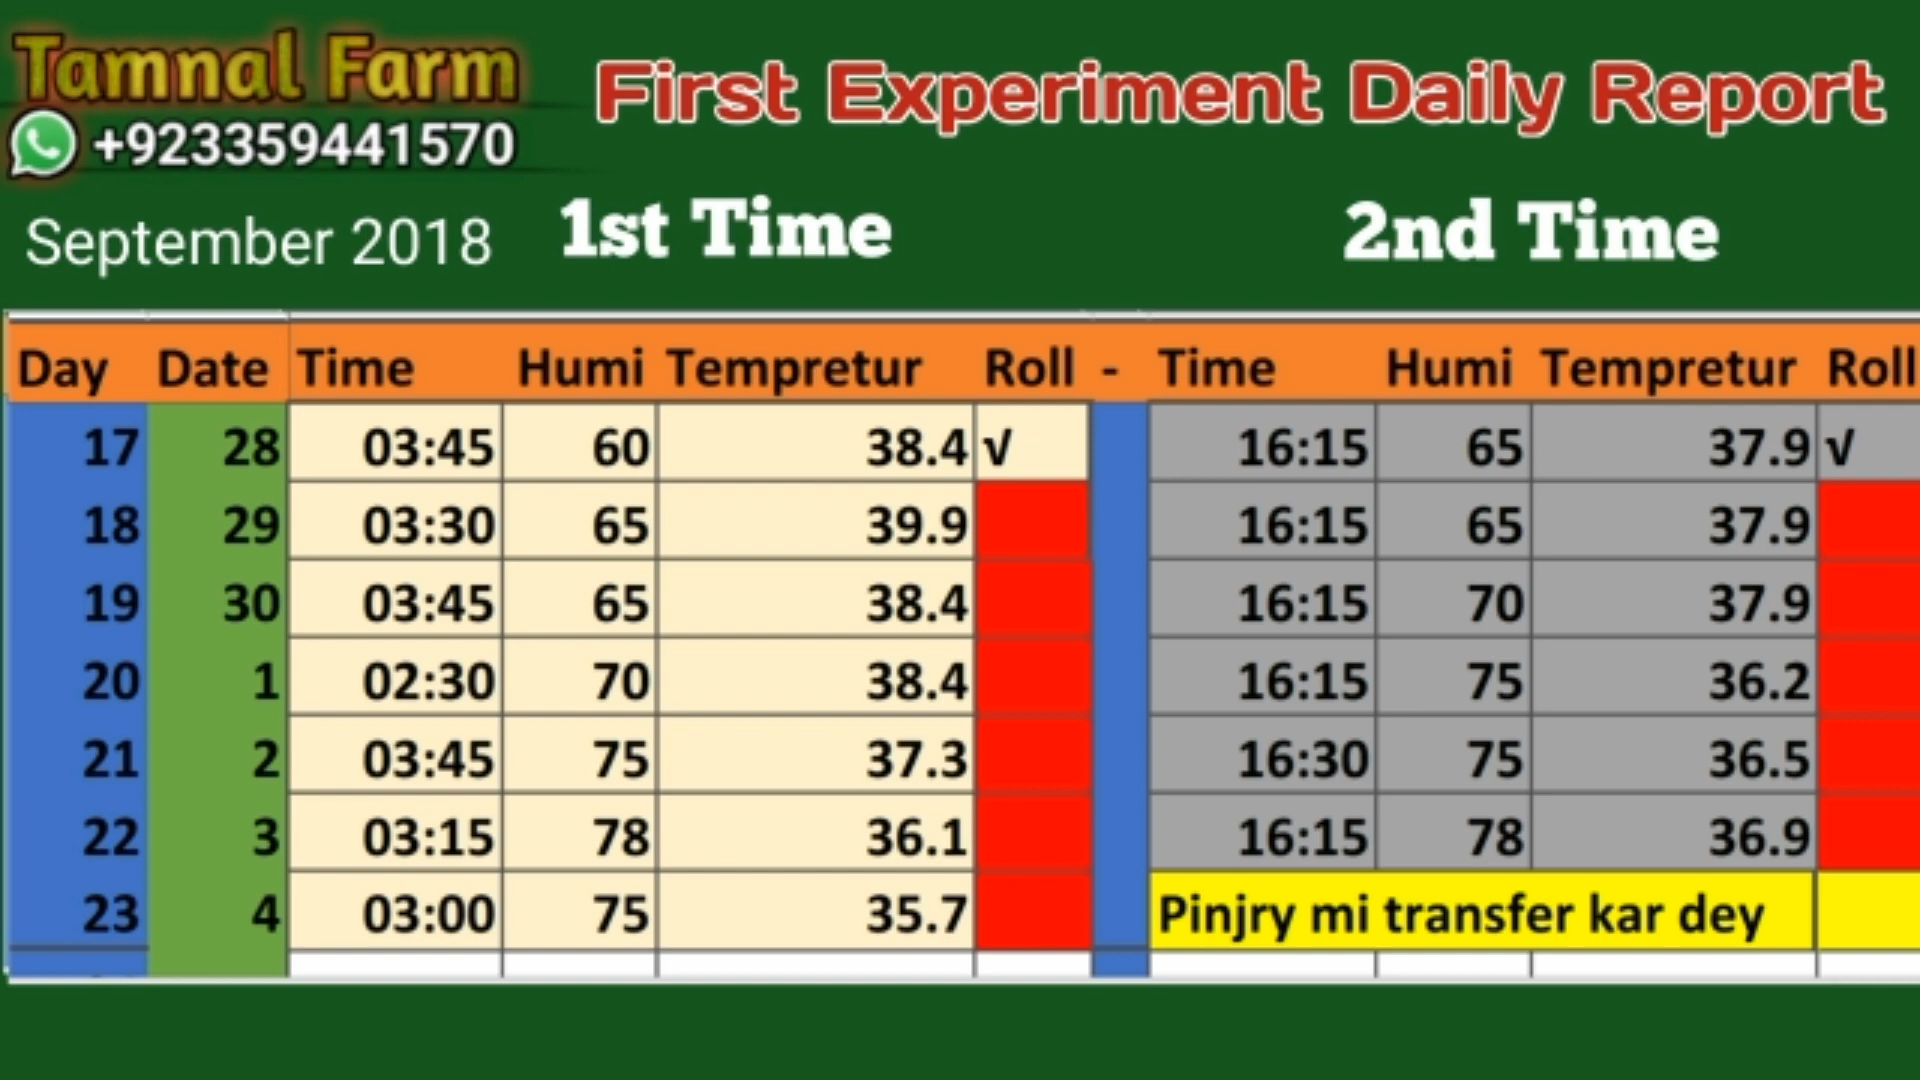 Tamnal Farm
+923359441570
First Experiment Daily Report
September 2018 1st Time 2nd Time
Day Date Time Humi Tempretur Roll - Time Humi Tempretur Roll
17 28 03:45 60 38.4 √ 16:15 65 37.9 √
18 29 03:30 65 39.9 16:15 65 37.9
19 30 03:45 65 38.4 16:15 70 37.9
20 1 02:30 70 38.4 16:15 75 36.2
21 2 03:45 75 37.3 16:30 75 36.5
22 3 03:15 78 36.1 16:15 78 36.9
23 4 03:00 75 35.7 Pinjry mi transfer kar dey